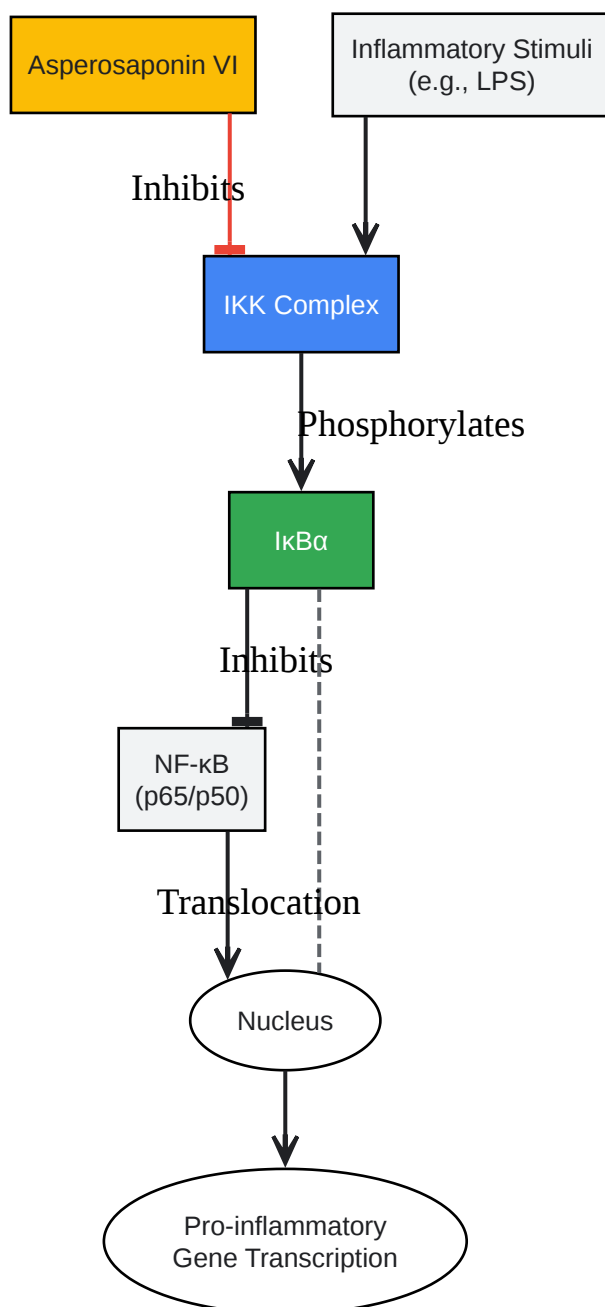 Asperosaponin VI
Inflammatory Stimuli
(e.g., LPS)
Inhibits
IKK Complex
Phosphorylates
IκBα
Inhibits
NF-κB
(p65/p50)
Translocation
Nucleus
Pro-inflammatory
Gene Transcription